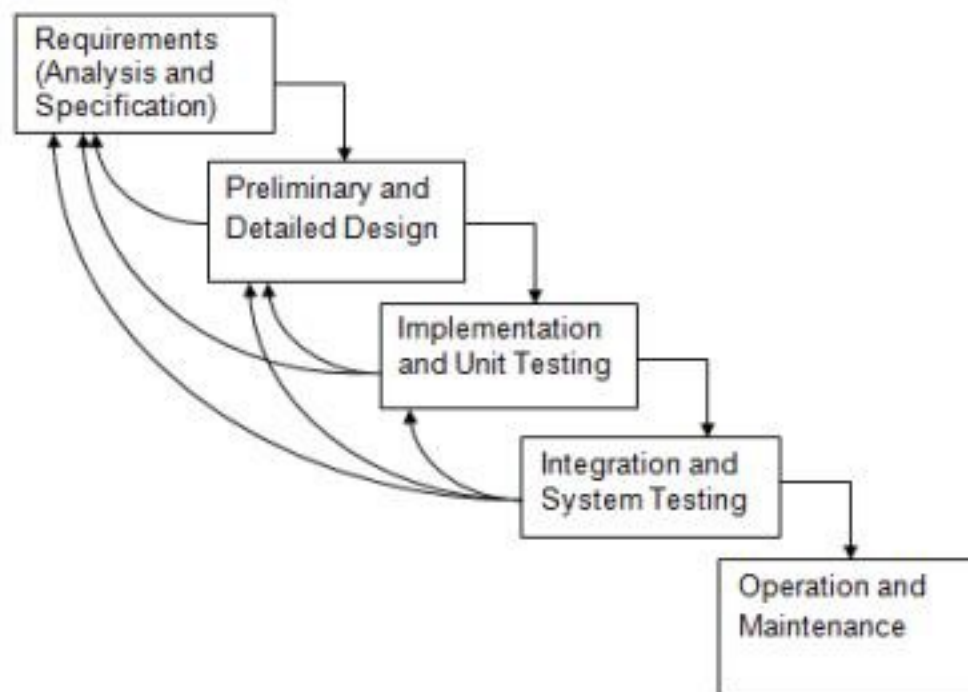 Requirements
(Analysis and
Specification)
Preliminary and
Detailed Design
Implementation
and Unit Testing
Integration and
System Testing
Operation and
Maintenance